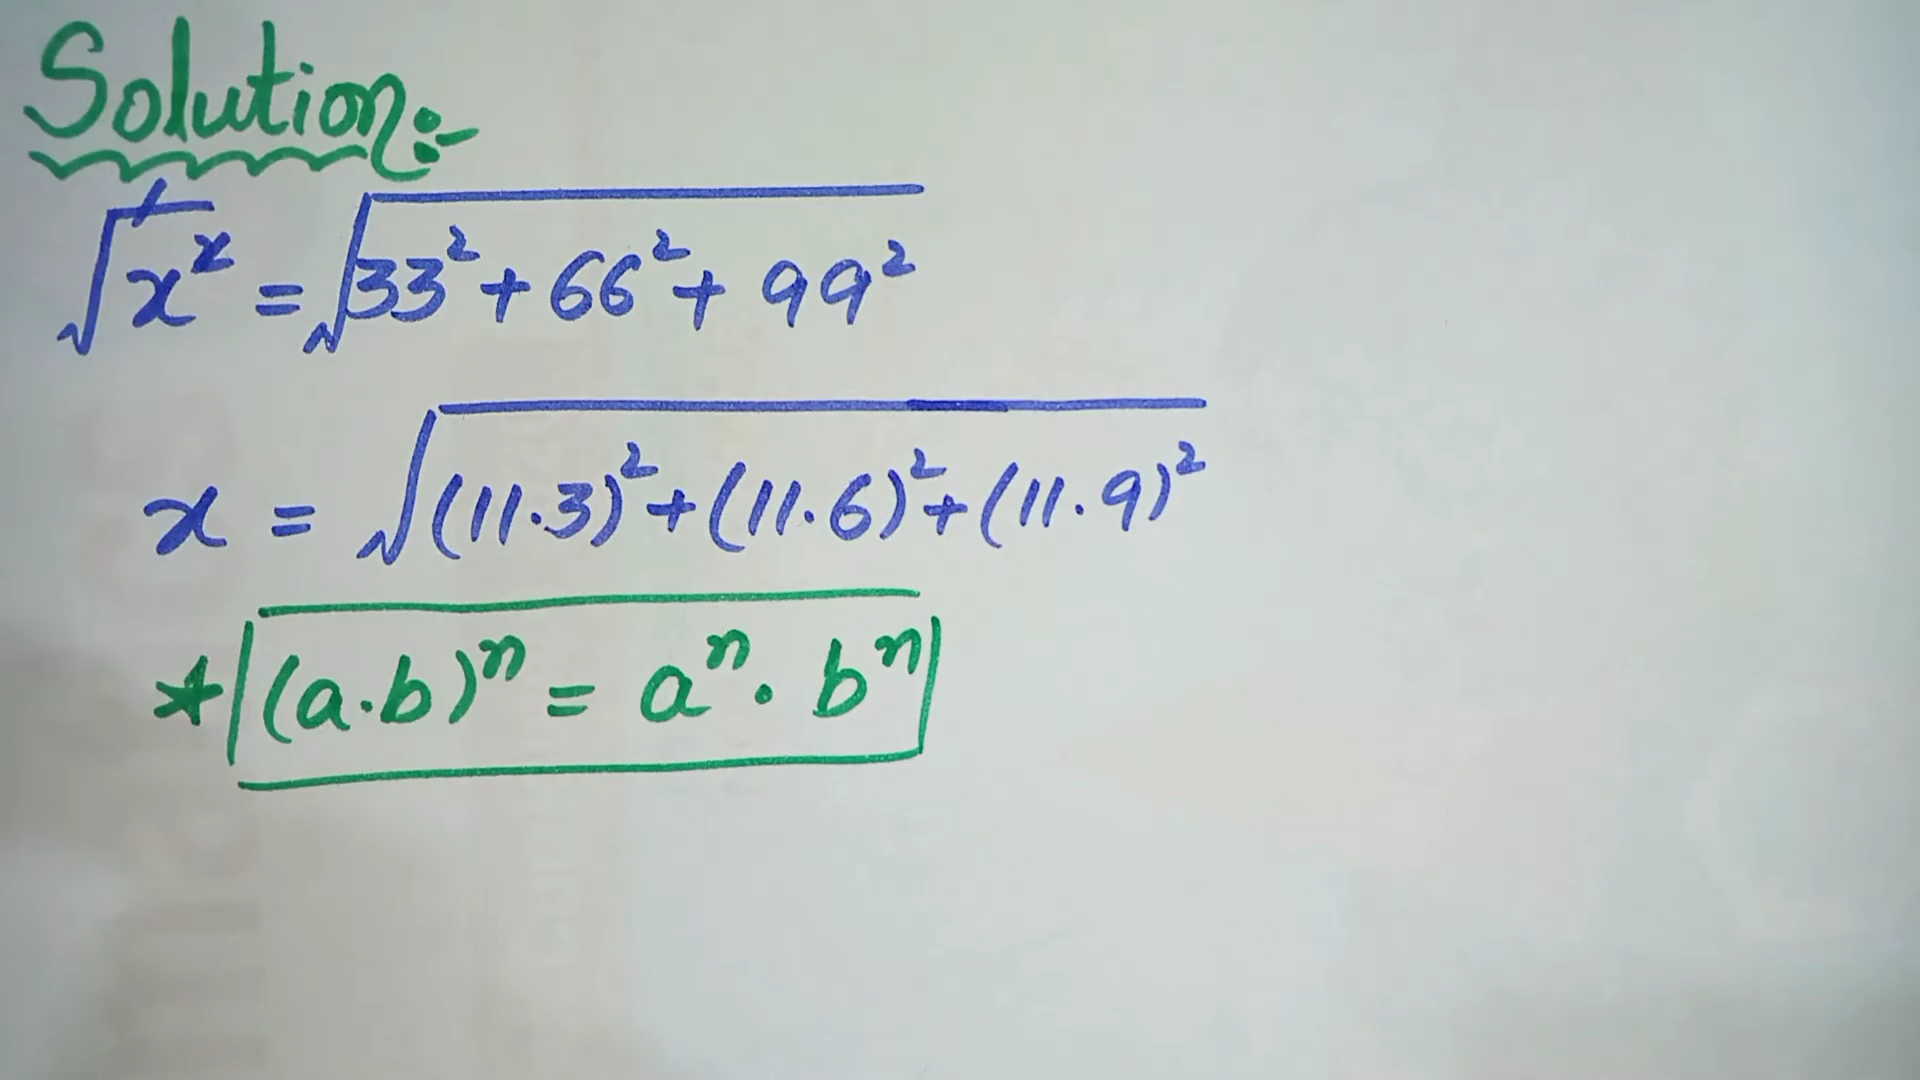 Solution:-
√x² = √33² + 66² + 99²
x = √(11.3)² + (11.6)² + (11.9)²
* (a.b)ⁿ = aⁿ . bⁿ